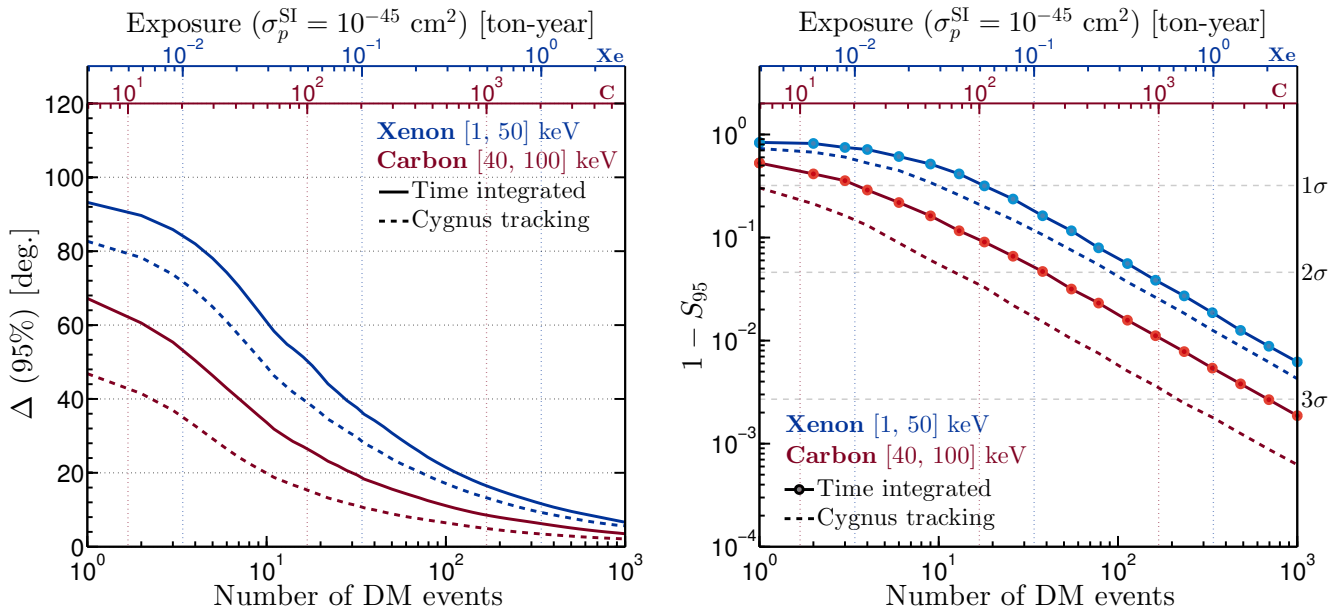 Exposure (σ_p^SI = 10^−45 cm^2) [ton-year]
10^−2 10^−1 10^0 Xe
10^1 10^2 10^3 C
120
100
80
60
40
20
0
Δ (95%) [deg.]
Xenon [1, 50] keV
Carbon [40, 100] keV
Time integrated
Cygnus tracking
10^0 10^1 10^2 10^3
Number of DM events
Exposure (σ_p^SI = 10^−45 cm^2) [ton-year]
10^−2 10^−1 10^0 Xe
10^1 10^2 10^3 C
10^0
10^−1
10^−2
10^−3
10^−4
1 − S_95
1σ
2σ
3σ
Xenon [1, 50] keV
Carbon [40, 100] keV
Time integrated
Cygnus tracking
10^0 10^1 10^2 10^3
Number of DM events